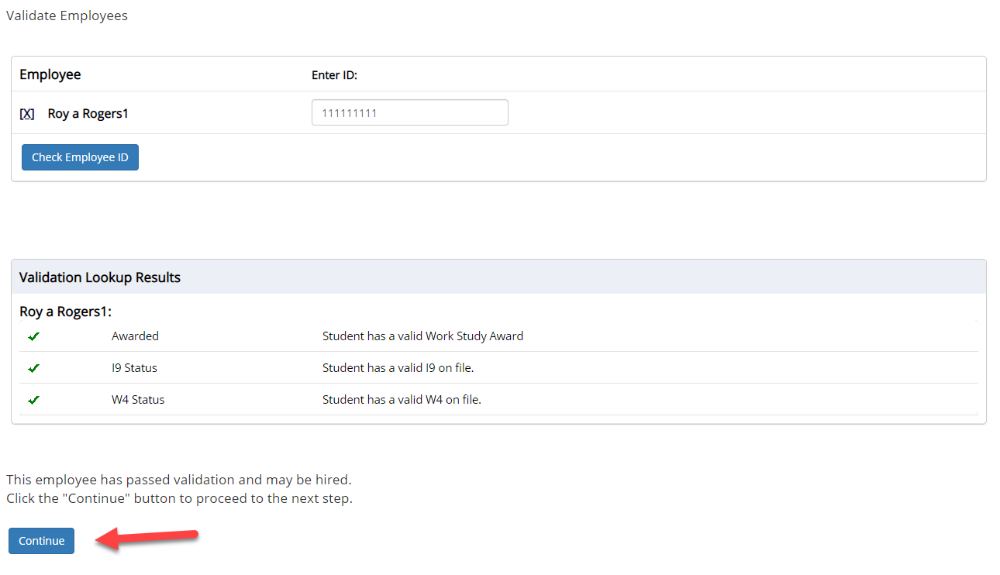 Validate Employees
Employee Enter ID:
[X] Roy a Rogers1 111111111
Check Employee ID
Validation Lookup Results
Roy a Rogers1:
Awarded Student has a valid Work Study Award
I9 Status Student has a valid I9 on file.
W4 Status Student has a valid W4 on file.
This employee has passed validation and may be hired.
Click the "Continue" button to proceed to the next step.
Continue